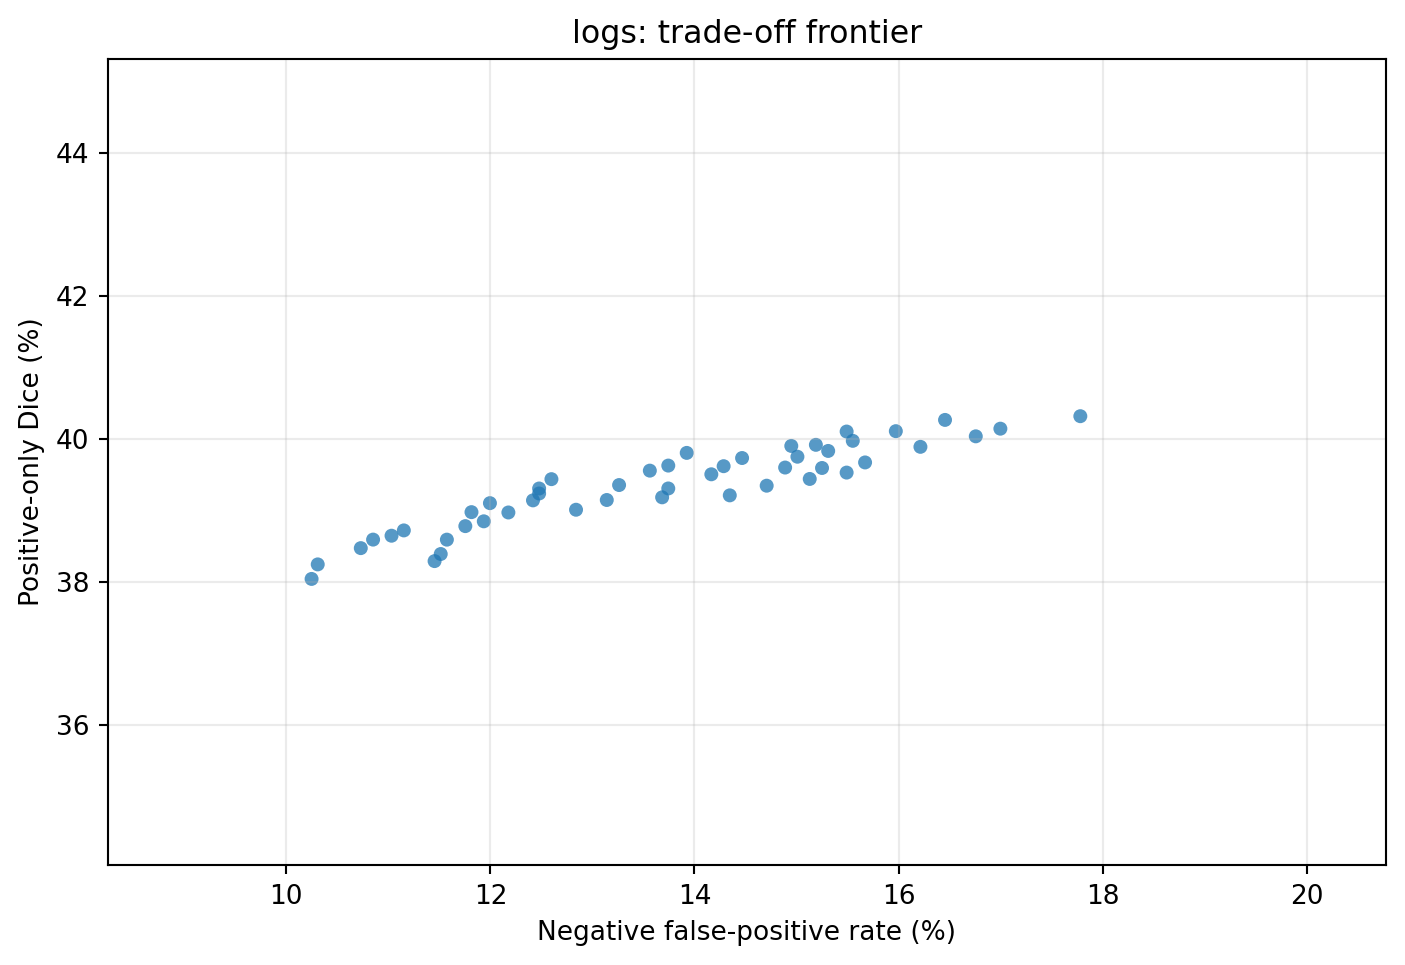 logs: trade-off frontier
44
42
40
38
36
Positive-only Dice (%)
10 12 14 16 18 20
Negative false-positive rate (%)